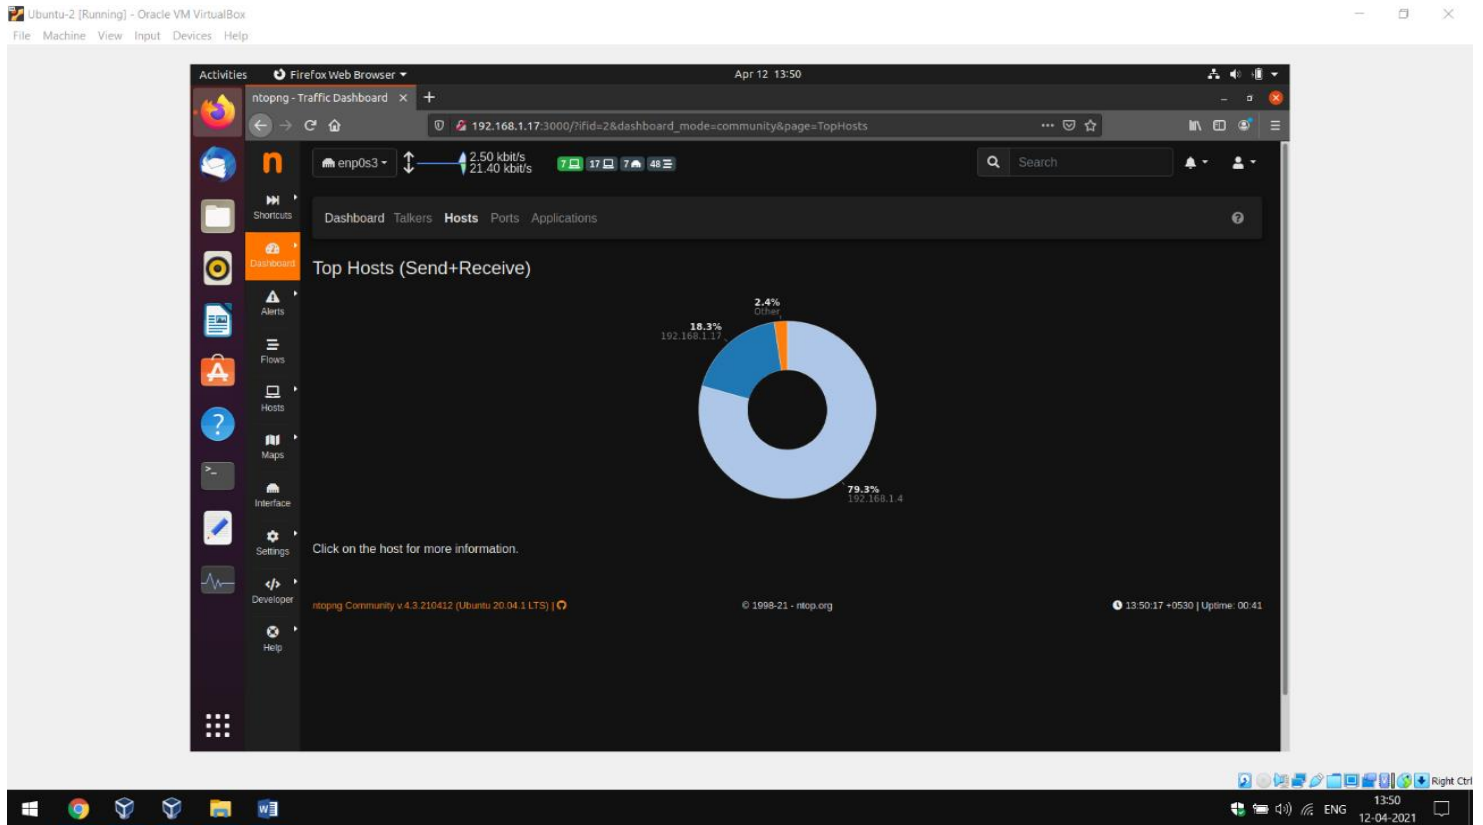 Ubuntu-2 [Running] - Oracle VM VirtualBox
File Machine View Input Devices Help
Activities Firefox Web Browser Apr 12 13:50
ntopng - Traffic Dashboard
192.168.1.17:3000/?ifid=2&dashboard_mode=community&page=TopHosts
enp0s3 2.50 kbit/s
21.40 kbit/s
7 17 7 48 Search
Shortcuts
Dashboard Talkers Hosts Ports Applications
Dashboard
Top Hosts (Send+Receive)
Alerts
Flows
Hosts
Maps
Interface
Settings
Developer
Help
2.4%
Other
18.3%
192.168.1.17
79.3%
192.168.1.4
Click on the host for more information.
ntopng Community v.4.3.210412 (Ubuntu 20.04.1 LTS) | © 1998-21 - ntop.org 13:50:17 +0530 | Uptime: 00:41
Right Ctrl
ENG 13:50
12-04-2021